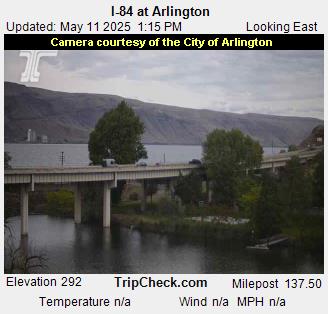 I-84 at Arlington
Updated: May 11 2025 1:15 PM Looking East
Camera courtesy of the City of Arlington
Elevation 292 TripCheck.com Milepost 137.50
Temperature n/a Wind n/a MPH n/a